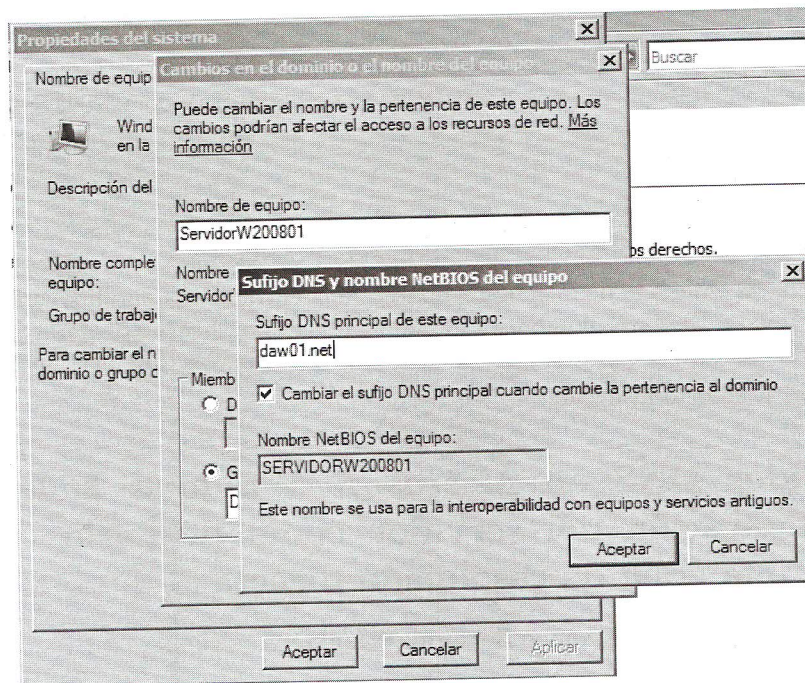 Propiedades del sistema
Buscar
Nombre de equip
Cambios en el dominio o el nombre del equipo
Wind
en la
Puede cambiar el nombre y la pertenencia de este equipo. Los
cambios podrían afectar el acceso a los recursos de red. Más
información
Descripción del
Nombre de equipo:
ServidorW200801
os derechos.
Nombre comple
equipo:
Nombre
Servidor
Grupo de trabaj
Para cambiar el n
dominio o grupo d
Miemb
D
G
D
Sufijo DNS y nombre NetBIOS del equipo
Sufijo DNS principal de este equipo:
daw01.net
Cambiar el sufijo DNS principal cuando cambie la pertenencia al dominio
Nombre NetBIOS del equipo:
SERVIDORW200801
Este nombre se usa para la interoperabilidad con equipos y servicios antiguos.
Aceptar
Cancelar
Aceptar
Cancelar
Aplicar